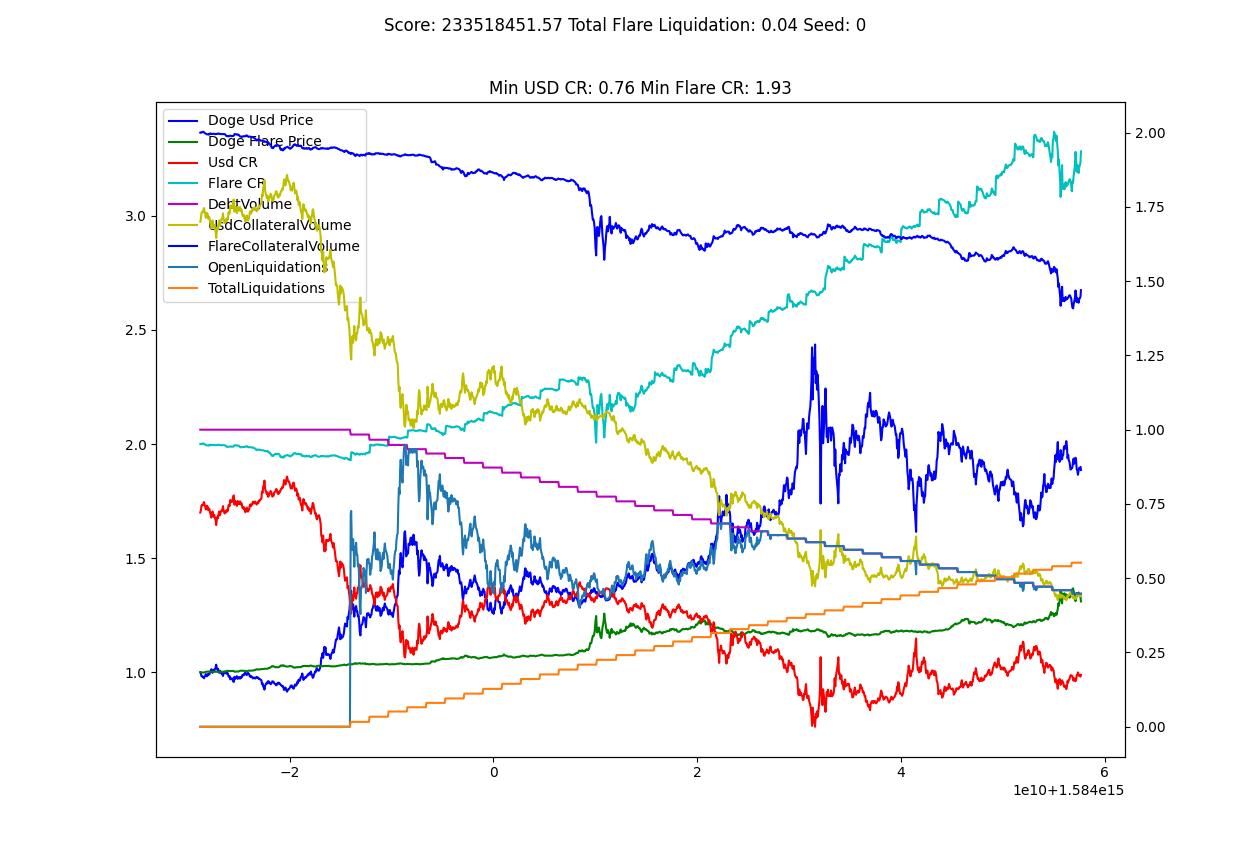 Score: 233518451.57 Total Flare Liquidation: 0.04 Seed: 0
Min USD CR: 0.76 Min Flare CR: 1.93
Doge Usd Price
Doge Flare Price
Usd CR
Flare CR
DebtVolume
UsdCollateralVolume
FlareCollateralVolume
OpenLiquidations
TotalLiquidations
3.0
2.5
2.0
1.5
1.0
2.00
1.75
1.50
1.25
1.00
0.75
0.50
0.25
0.00
−2 0 2 4 6
1e10+1.584e15